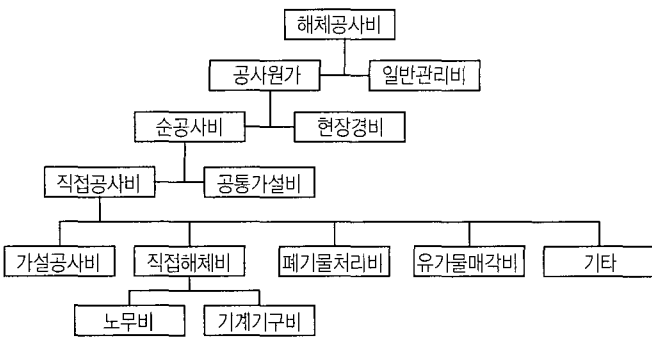 해체공사비
공사원가 일반관리비
순공사비 현장경비
직접공사비 공통가설비
가설공사비 직접해체비 폐기물처리비 유가물매각비 기타
노무비 기계기구비